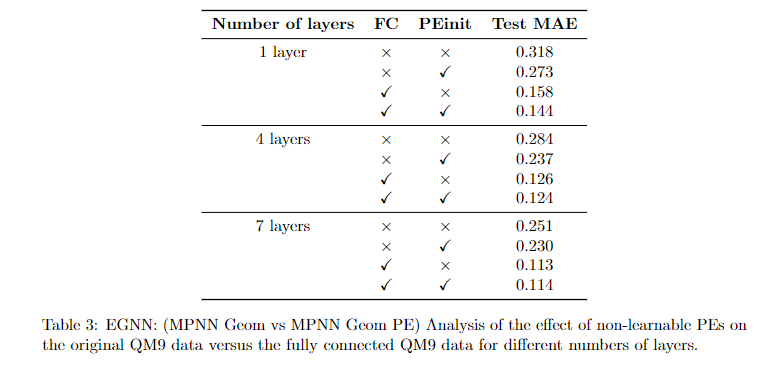 Number of layers FC PEinit Test MAE
1 layer × × 0.318
× ✓ 0.273
✓ × 0.158
✓ ✓ 0.144
4 layers × × 0.284
× ✓ 0.237
✓ × 0.126
✓ ✓ 0.124
7 layers × × 0.251
× ✓ 0.230
✓ × 0.113
✓ ✓ 0.114
Table 3: EGNN: (MPNN Geom vs MPNN Geom PE) Analysis of the effect of non-learnable PEs on
the original QM9 data versus the fully connected QM9 data for different numbers of layers.